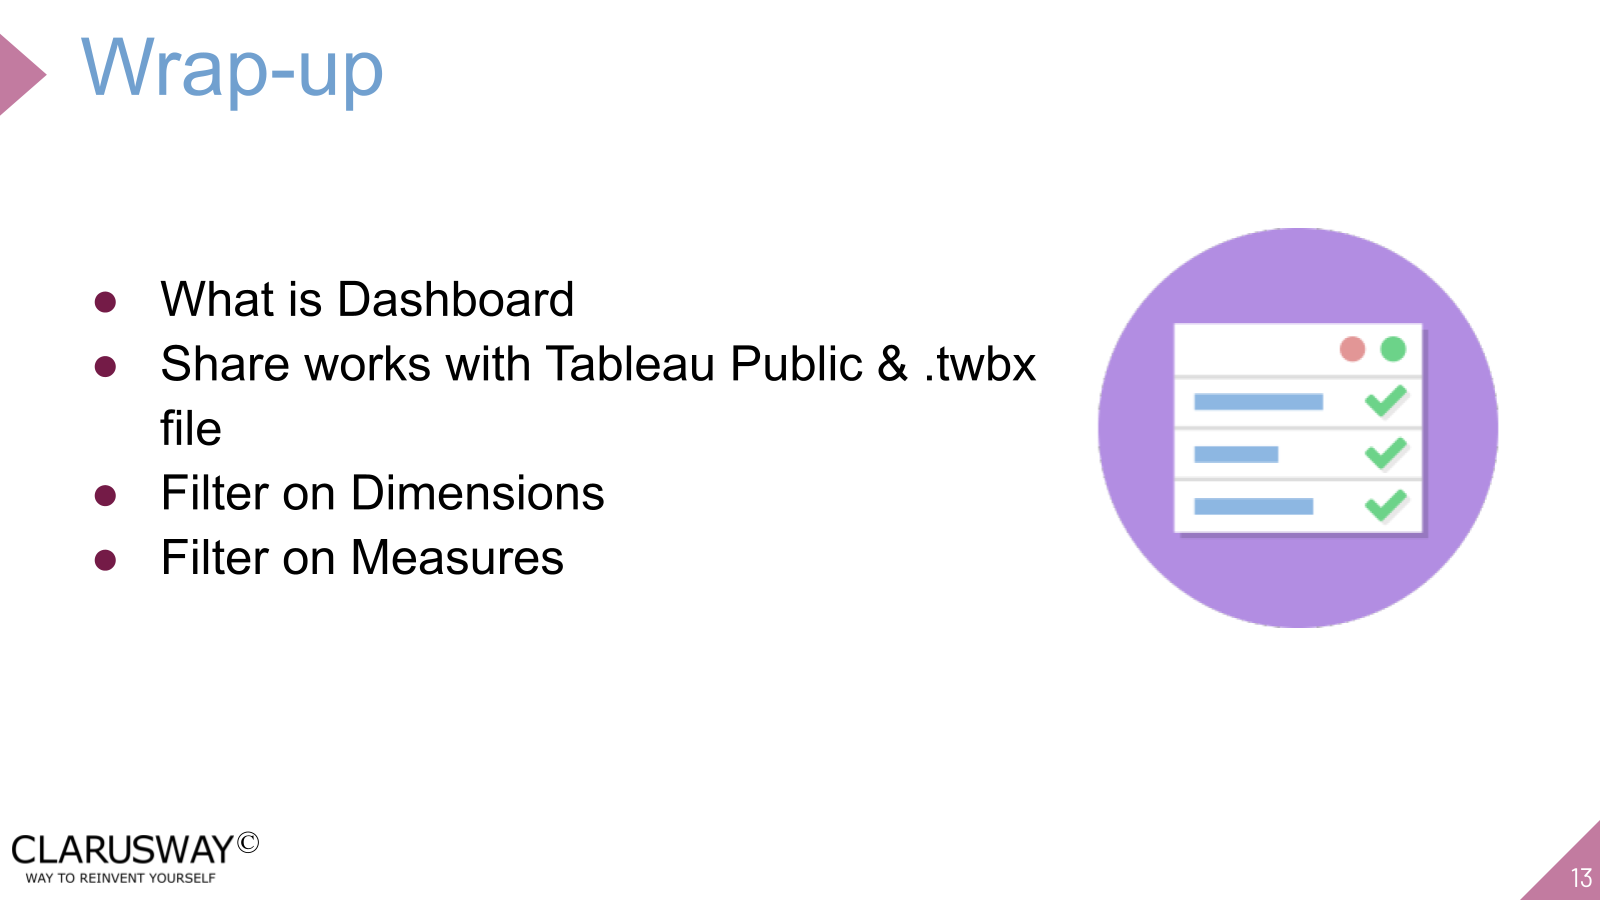 Wrap-up
● What is Dashboard
● Share works with Tableau Public & .twbx
file
● Filter on Dimensions
● Filter on Measures
CLARUSWAY©
WAY TO REINVENT YOURSELF
13